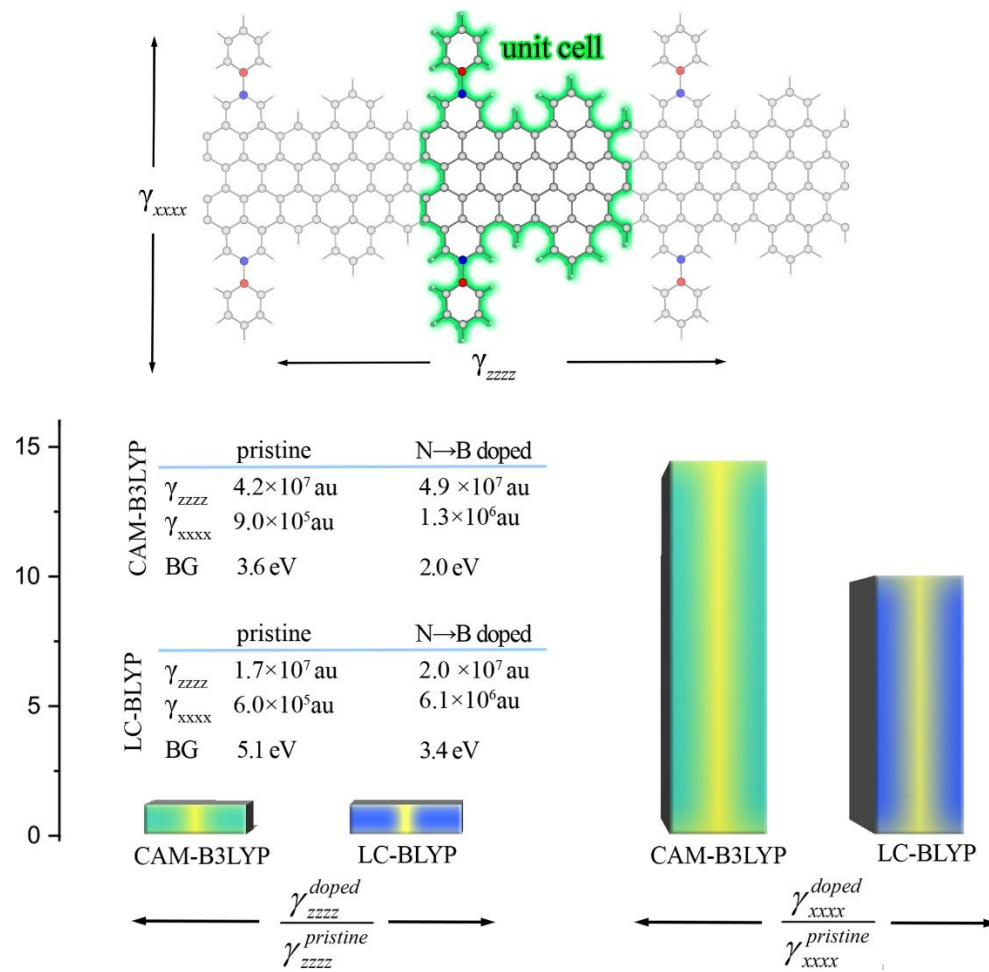 unit cell
γxxxx
γzzzz
15
10
5
0
CAM-B3LYP
pristine N→B doped
γzzzz 4.2×10⁷ au 4.9 ×10⁷ au
γxxxx 9.0×10⁵au 1.3×10⁶au
BG 3.6 eV 2.0 eV
LC-BLYP
pristine N→B doped
γzzzz 1.7×10⁷ au 2.0 ×10⁷ au
γxxxx 6.0×10⁵au 6.1×10⁶au
BG 5.1 eV 3.4 eV
CAM-B3LYP LC-BLYP CAM-B3LYP LC-BLYP
γzzzz^doped
γzzzz^pristine
γxxxx^doped
γxxxx^pristine